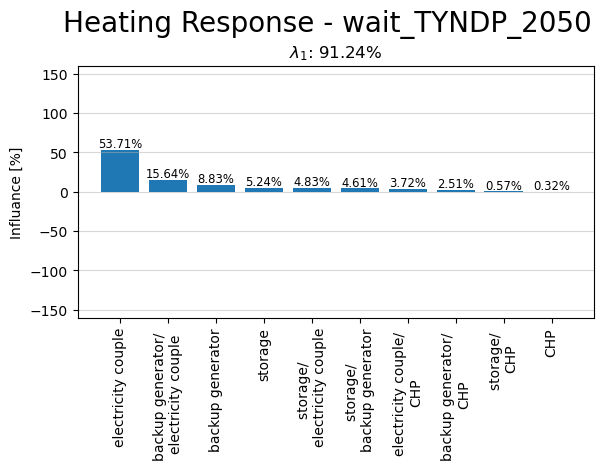 Heating Response - wait_TYNDP_2050
λ₁: 91.24%
Influance [%]
150
100
50
0
−50
−100
−150
53.71%
15.64%
8.83%
5.24%
4.83%
4.61%
3.72%
2.51%
0.57%
0.32%
electricity couple
backup generator/
electricity couple
backup generator
storage
storage/
electricity couple
storage/
backup generator
electricity couple/
CHP
backup generator/
CHP
storage/
CHP
CHP